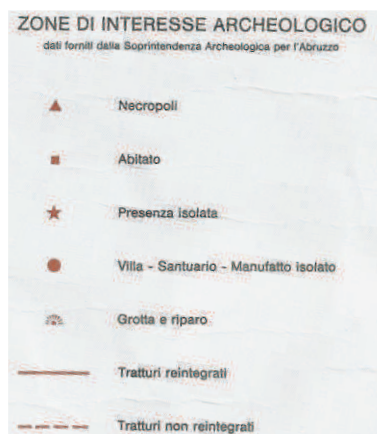 ZONE DI INTERESSE ARCHEOLOGICO
dati forniti dalla Soprintendenza Archeologica per l'Abruzzo
Necropoli
Abitato
Presenza isolata
Villa - Santuario - Manufatto isolato
Grotta e riparo
Tratturi reintegrati
Tratturi non reintegrati